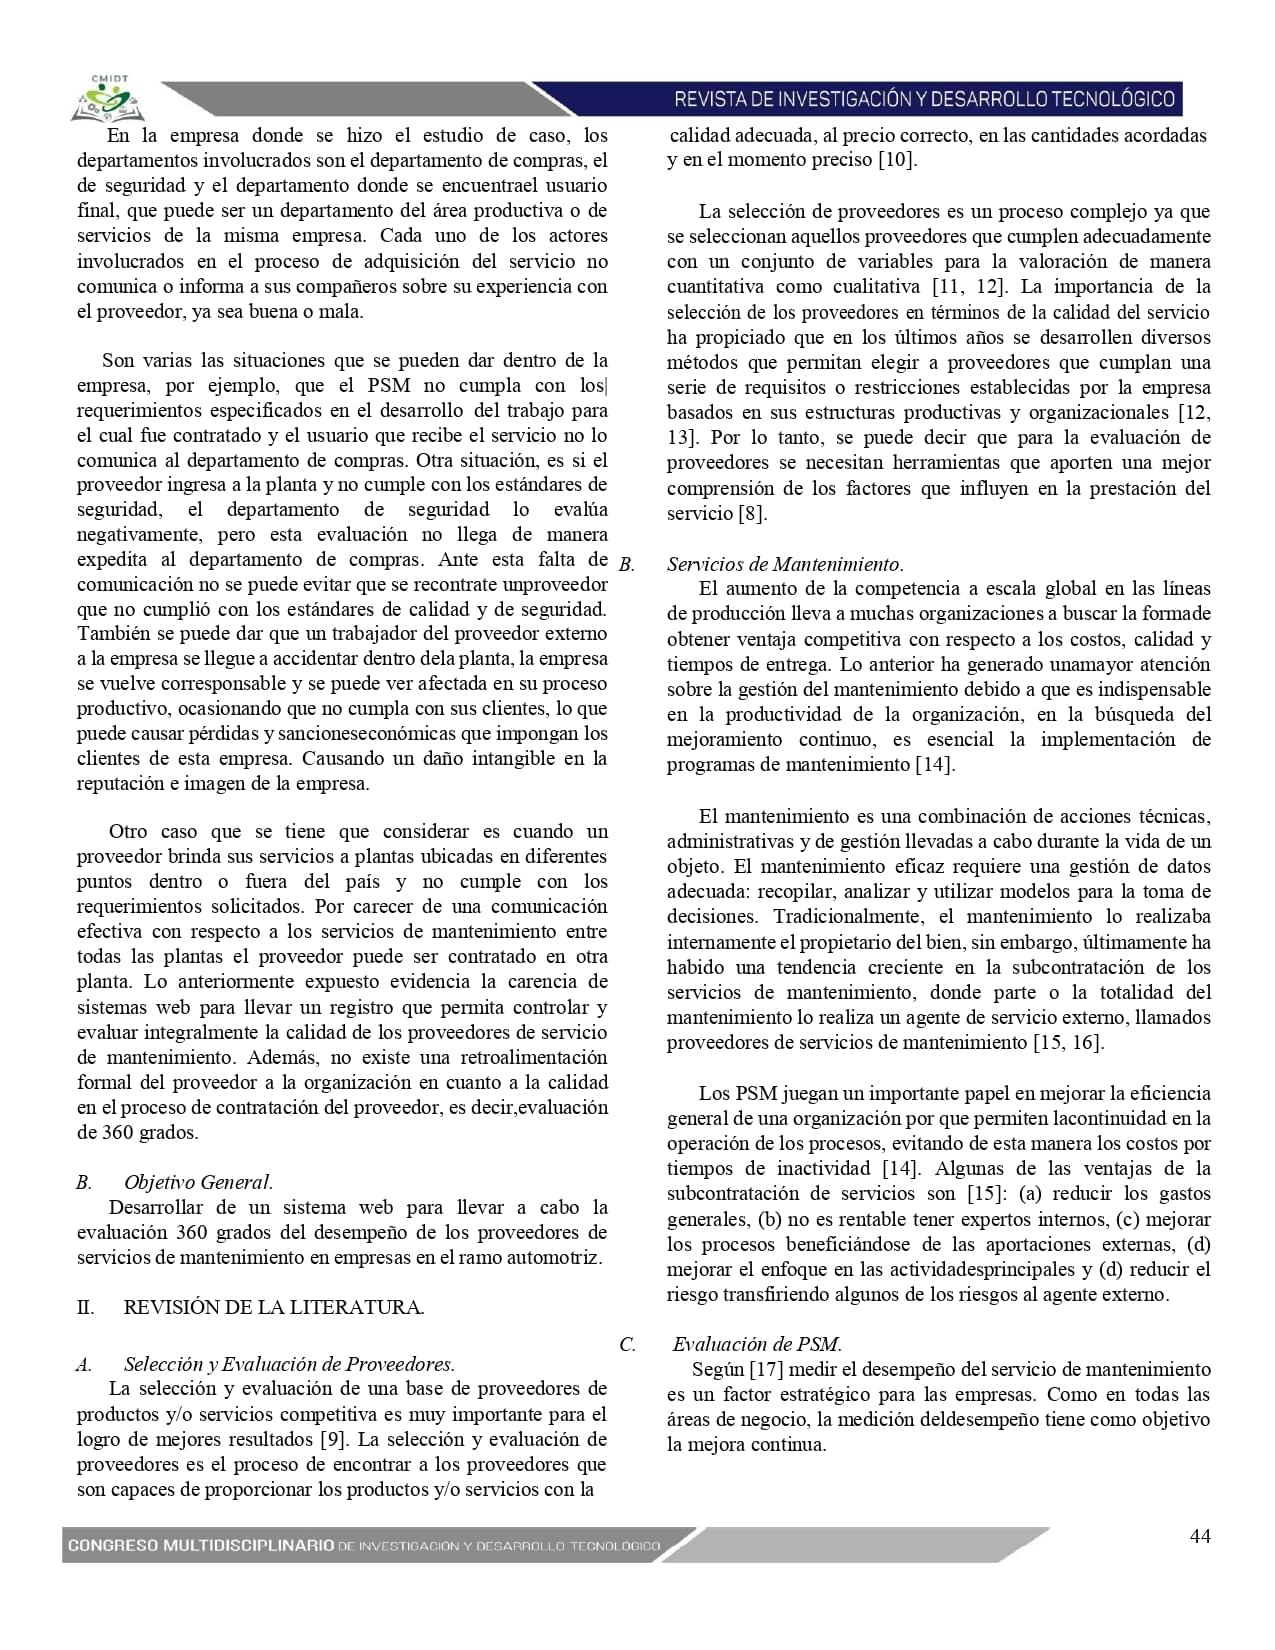 CMIDT
REVISTA DE INVESTIGACIÓN Y DESARROLLO TECNOLÓGICO
En la empresa donde se hizo el estudio de caso, los
departamentos involucrados son el departamento de compras, el
de seguridad y el departamento donde se encuentrael usuario
final, que puede ser un departamento del área productiva o de
servicios de la misma empresa. Cada uno de los actores
involucrados en el proceso de adquisición del servicio no
comunica o informa a sus compañeros sobre su experiencia con
el proveedor, ya sea buena o mala.
Son varias las situaciones que se pueden dar dentro de la
empresa, por ejemplo, que el PSM no cumpla con los|
requerimientos especificados en el desarrollo del trabajo para
el cual fue contratado y el usuario que recibe el servicio no lo
comunica al departamento de compras. Otra situación, es si el
proveedor ingresa a la planta y no cumple con los estándares de
seguridad, el departamento de seguridad lo evalúa
negativamente, pero esta evaluación no llega de manera
expedita al departamento de compras. Ante esta falta de
comunicación no se puede evitar que se recontrate unproveedor
que no cumplió con los estándares de calidad y de seguridad.
También se puede dar que un trabajador del proveedor externo
a la empresa se llegue a accidentar dentro dela planta, la empresa
se vuelve corresponsable y se puede ver afectada en su proceso
productivo, ocasionando que no cumpla con sus clientes, lo que
puede causar pérdidas y sancioneseconómicas que impongan los
clientes de esta empresa. Causando un daño intangible en la
reputación e imagen de la empresa.
Otro caso que se tiene que considerar es cuando un
proveedor brinda sus servicios a plantas ubicadas en diferentes
puntos dentro o fuera del país y no cumple con los
requerimientos solicitados. Por carecer de una comunicación
efectiva con respecto a los servicios de mantenimiento entre
todas las plantas el proveedor puede ser contratado en otra
planta. Lo anteriormente expuesto evidencia la carencia de
sistemas web para llevar un registro que permita controlar y
evaluar integralmente la calidad de los proveedores de servicio
de mantenimiento. Además, no existe una retroalimentación
formal del proveedor a la organización en cuanto a la calidad
en el proceso de contratación del proveedor, es decir,evaluación
de 360 grados.
B. Objetivo General.
Desarrollar de un sistema web para llevar a cabo la
evaluación 360 grados del desempeño de los proveedores de
servicios de mantenimiento en empresas en el ramo automotriz.
II. REVISIÓN DE LA LITERATURA.
A. Selección y Evaluación de Proveedores.
La selección y evaluación de una base de proveedores de
productos y/o servicios competitiva es muy importante para el
logro de mejores resultados [9]. La selección y evaluación de
proveedores es el proceso de encontrar a los proveedores que
son capaces de proporcionar los productos y/o servicios con la
calidad adecuada, al precio correcto, en las cantidades acordadas
y en el momento preciso [10].
La selección de proveedores es un proceso complejo ya que
se seleccionan aquellos proveedores que cumplen adecuadamente
con un conjunto de variables para la valoración de manera
cuantitativa como cualitativa [11, 12]. La importancia de la
selección de los proveedores en términos de la calidad del servicio
ha propiciado que en los últimos años se desarrollen diversos
métodos que permitan elegir a proveedores que cumplan una
serie de requisitos o restricciones establecidas por la empresa
basados en sus estructuras productivas y organizacionales [12,
13]. Por lo tanto, se puede decir que para la evaluación de
proveedores se necesitan herramientas que aporten una mejor
comprensión de los factores que influyen en la prestación del
servicio [8].
B. Servicios de Mantenimiento.
El aumento de la competencia a escala global en las líneas
de producción lleva a muchas organizaciones a buscar la formade
obtener ventaja competitiva con respecto a los costos, calidad y
tiempos de entrega. Lo anterior ha generado unamayor atención
sobre la gestión del mantenimiento debido a que es indispensable
en la productividad de la organización, en la búsqueda del
mejoramiento continuo, es esencial la implementación de
programas de mantenimiento [14].
El mantenimiento es una combinación de acciones técnicas,
administrativas y de gestión llevadas a cabo durante la vida de un
objeto. El mantenimiento eficaz requiere una gestión de datos
adecuada: recopilar, analizar y utilizar modelos para la toma de
decisiones. Tradicionalmente, el mantenimiento lo realizaba
internamente el propietario del bien, sin embargo, últimamente ha
habido una tendencia creciente en la subcontratación de los
servicios de mantenimiento, donde parte o la totalidad del
mantenimiento lo realiza un agente de servicio externo, llamados
proveedores de servicios de mantenimiento [15, 16].
Los PSM juegan un importante papel en mejorar la eficiencia
general de una organización por que permiten lacontinuidad en la
operación de los procesos, evitando de esta manera los costos por
tiempos de inactividad [14]. Algunas de las ventajas de la
subcontratación de servicios son [15]: (a) reducir los gastos
generales, (b) no es rentable tener expertos internos, (c) mejorar
los procesos beneficiándose de las aportaciones externas, (d)
mejorar el enfoque en las actividadesprincipales y (d) reducir el
riesgo transfiriendo algunos de los riesgos al agente externo.
C. Evaluación de PSM.
Según [17] medir el desempeño del servicio de mantenimiento
es un factor estratégico para las empresas. Como en todas las
áreas de negocio, la medición deldesempeño tiene como objetivo
la mejora continua.
CONGRESO MULTIDISCIPLINARIO DE INVESTIGACIÓN Y DESARROLLO TECNOLÓGICO
44